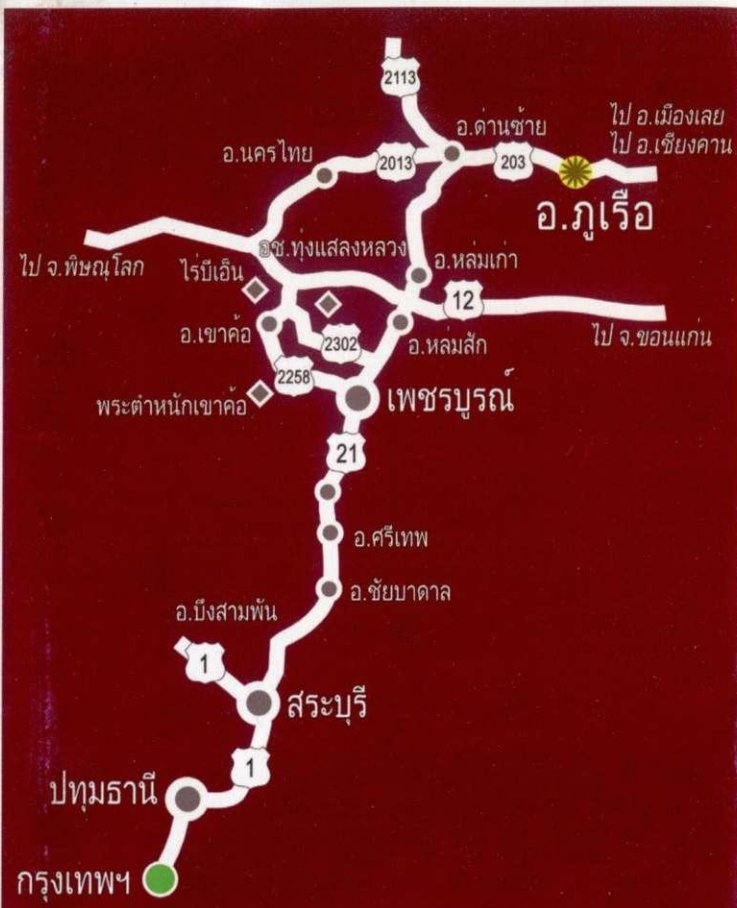 2113
อ.ด่านซ้าย
ไป อ.เมืองเลย
ไป อ.เชียงคาน
อ.นครไทย
2013
203
อ.ภูเรือ
อช.ทุ่งแสลงหลวง
ไป จ.พิษณุโลก
ไร่บีเอ็น
อ.หล่มเก่า
12
อ.เขาค้อ
2302
อ.หล่มสัก
ไป จ.ขอนแก่น
2258
พระตำหนักเขาค้อ
เพชรบูรณ์
21
อ.ศรีเทพ
อ.ชัยบาดาล
อ.บึงสามพัน
1
สระบุรี
1
ปทุมธานี
กรุงเทพฯ